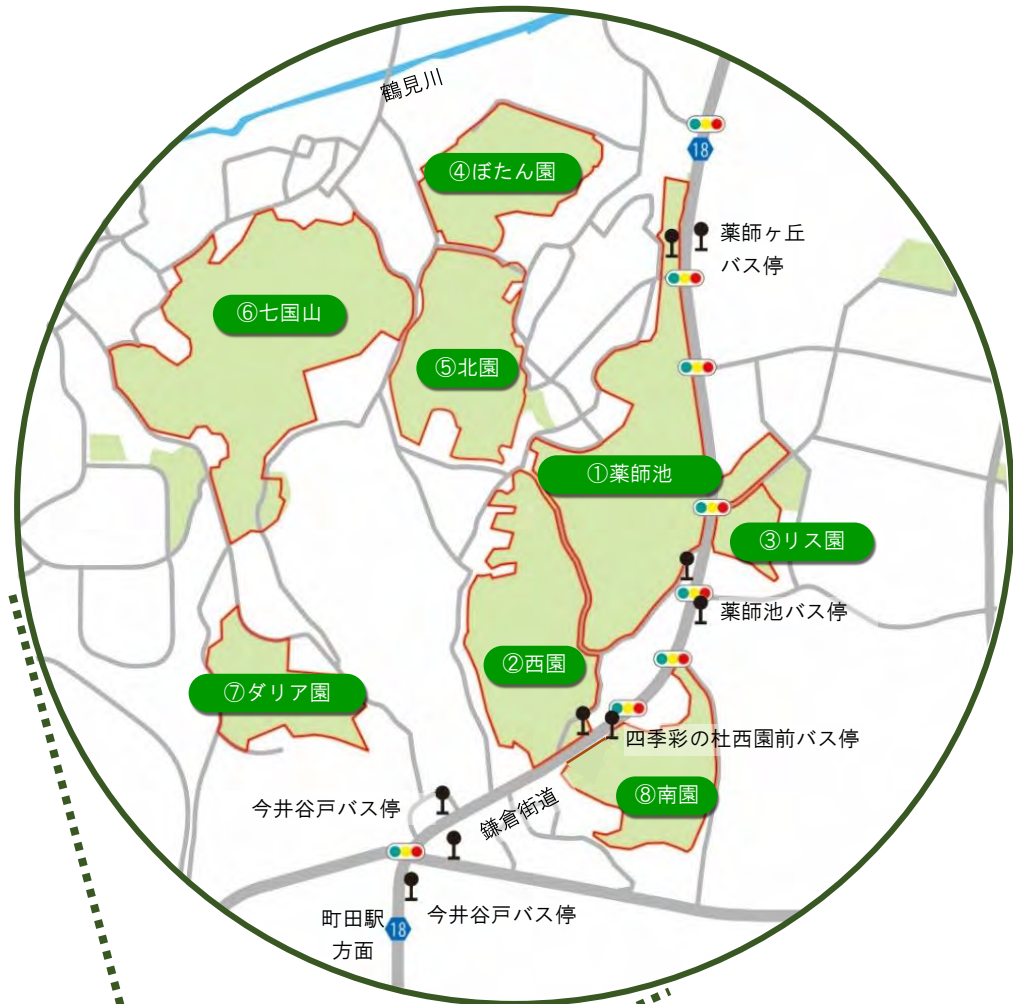 鶴見川
④ぼたん園
18
薬師ヶ丘
バス停
⑥七国山
⑤北園
①薬師池
③リス園
薬師池バス停
②西園
⑦ダリア園
四季彩の杜西園前バス停
⑧南園
今井谷戸バス停
鎌倉街道
今井谷戸バス停
町田駅
方面
18